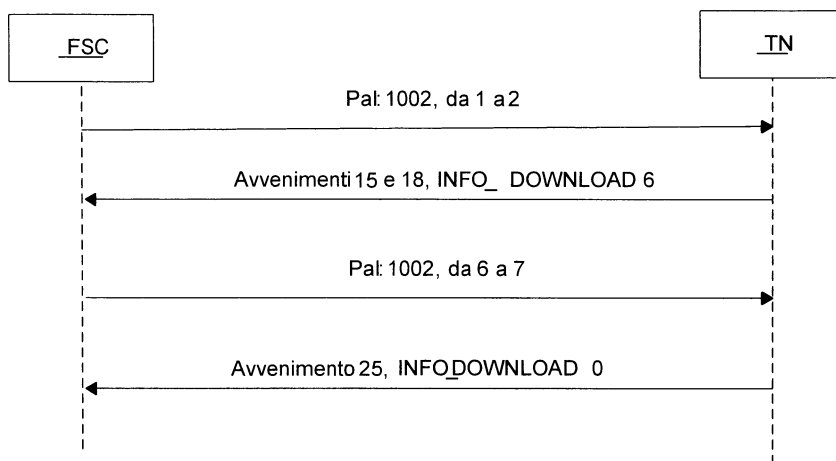 FSC
TN
Pal: 1002, da 1 a 2
Avvenimenti 15 e 18, INFO_ DOWNLOAD 6
Pal: 1002, da 6 a 7
Avvenimento 25, INFO_DOWNLOAD 0